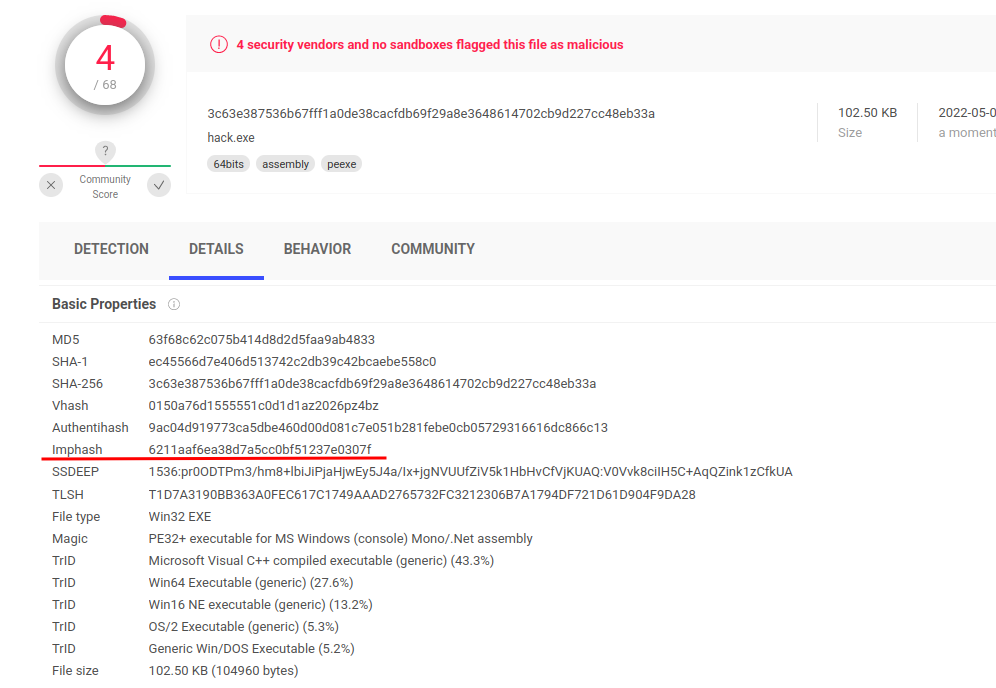 4
/ 68
4 security vendors and no sandboxes flagged this file as malicious
3c63e387536b67fff1a0de38cacfdb69f29a8e3648614702cb9d227cc48eb33a
hack.exe
64bits assembly peexe
102.50 KB
Size
2022-05-0
a moment
?
Community
Score
DETECTION DETAILS BEHAVIOR COMMUNITY
Basic Properties
MD5 63f68c62c075b414d8d2d5faa9ab4833
SHA-1 ec45566d7e406d513742c2db39c42bcaebe558c0
SHA-256 3c63e387536b67fff1a0de38cacfdb69f29a8e3648614702cb9d227cc48eb33a
Vhash 0150a76d1555551c0d1d1az2026pz4bz
Authentihash 9ac04d919773ca5dbe460d00d081c7e051b281febe0cb05729316616dc866c13
Imphash 6211aaf6ea38d7a5cc0bf51237e0307f
SSDEEP 1536:pr0ODTPm3/hm8+lbiJiPjaHjwEy5J4a/Ix+jgNVUUfZiV5k1HbHvCfVjKUAQ:V0Vvk8ciIH5C+AqQZink1zCfkUA
TLSH T1D7A3190BB363A0FEC617C1749AAAD2765732FC3212306B7A1794DF721D61D904F9DA28
File type Win32 EXE
Magic PE32+ executable for MS Windows (console) Mono/.Net assembly
TrID Microsoft Visual C++ compiled executable (generic) (43.3%)
TrID Win64 Executable (generic) (27.6%)
TrID Win16 NE executable (generic) (13.2%)
TrID OS/2 Executable (generic) (5.3%)
TrID Generic Win/DOS Executable (5.2%)
File size 102.50 KB (104960 bytes)